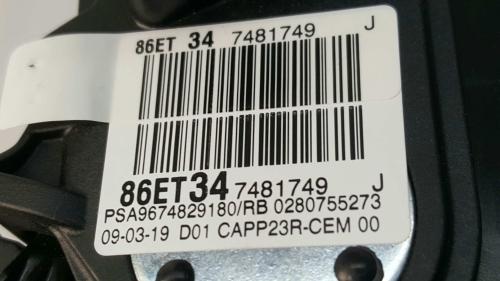 86ET 34 7481749 J
86ET34 7481749 J
PSA9674829180/RB 0280755273
09-03-19 D01 CAPP23R-CEM 00